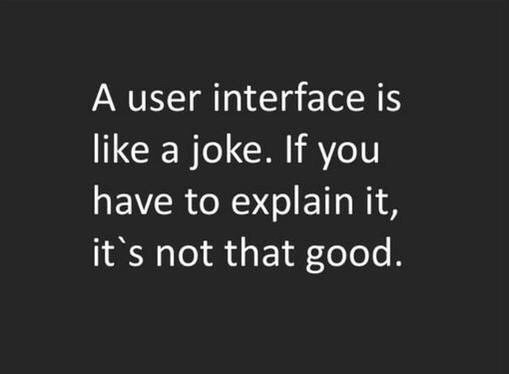 A user interface is
like a joke. If you
have to explain it,
it`s not that good.